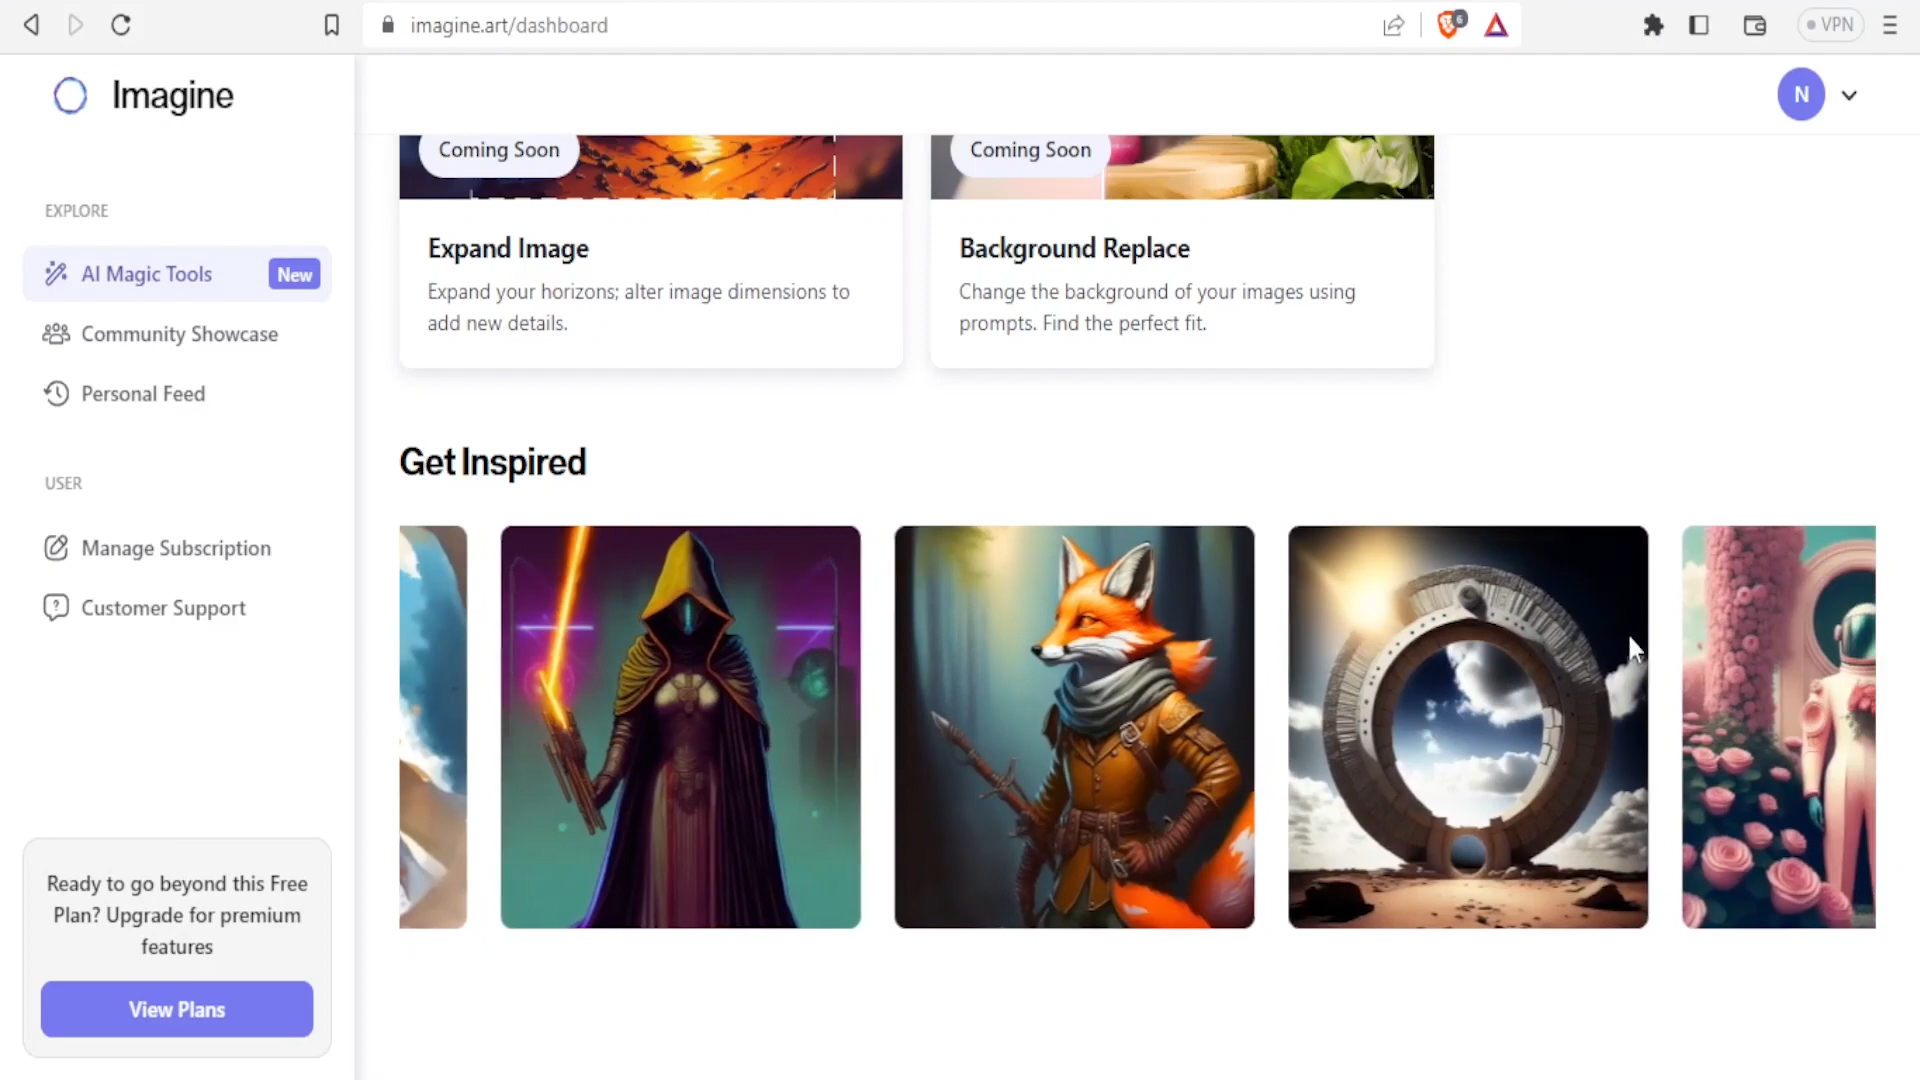 imagine.art/dashboard
6
VPN
Imagine
N
EXPLORE
AI Magic Tools
New
Community Showcase
Personal Feed
USER
Manage Subscription
Customer Support
Ready to go beyond this Free
Plan? Upgrade for premium
features
View Plans
Coming Soon
Expand Image
Expand your horizons; alter image dimensions to
add new details.
Coming Soon
Background Replace
Change the background of your images using
prompts. Find the perfect fit.
Get Inspired